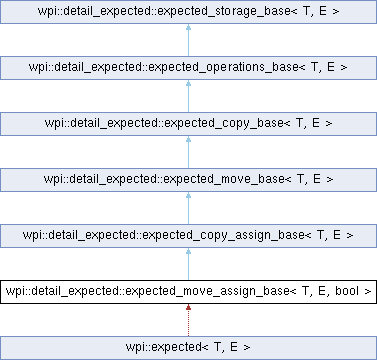 wpi::detail_expected::expected_storage_base< T, E >
wpi::detail_expected::expected_operations_base< T, E >
wpi::detail_expected::expected_copy_base< T, E >
wpi::detail_expected::expected_move_base< T, E >
wpi::detail_expected::expected_copy_assign_base< T, E >
wpi::detail_expected::expected_move_assign_base< T, E, bool >
wpi::expected< T, E >